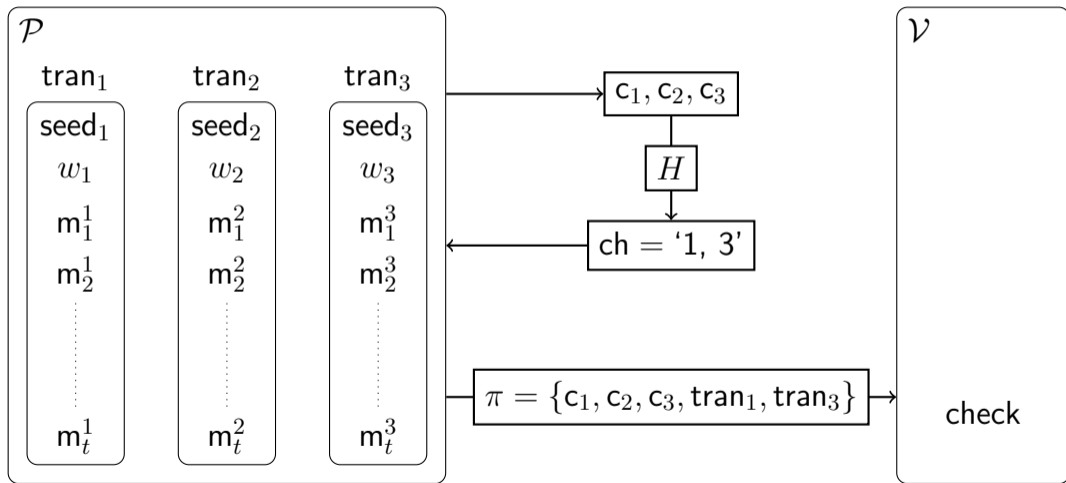 𝒫
tran₁ tran₂ tran₃
seed₁ seed₂ seed₃
w₁ w₂ w₃
m₁¹ m₁² m₁³
m₂¹ m₂² m₂³
mₜ¹ mₜ² mₜ³
c₁, c₂, c₃
H
ch = ‘1, 3’
π = {c₁, c₂, c₃, tran₁, tran₃}
𝒱
check